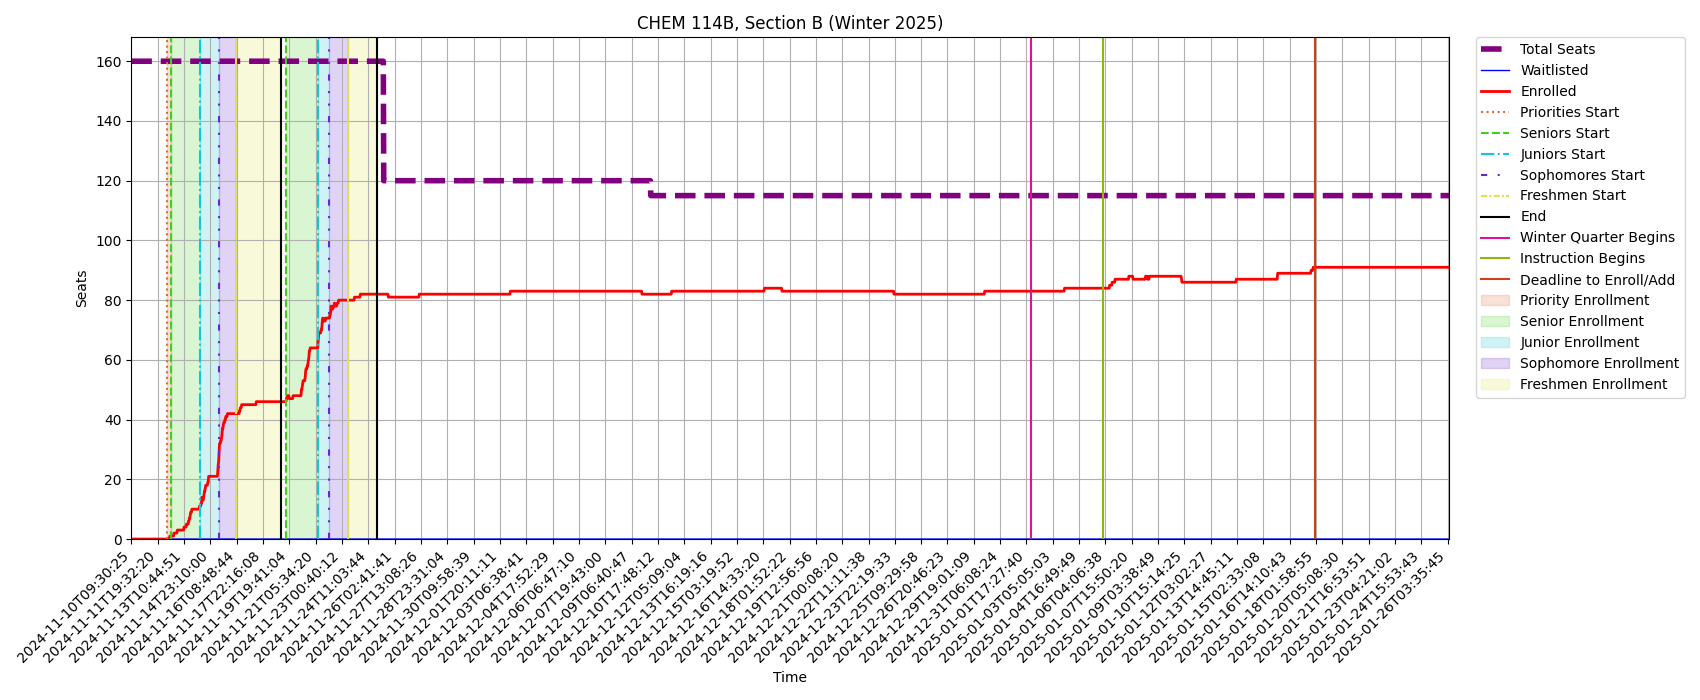 CHEM 114B, Section B (Winter 2025)
Seats
160
140
120
100
80
60
40
20
0
2024-11-10T09:30:25
2024-11-11T19:32:20
2024-11-13T10:44:51
2024-11-14T23:10:00
2024-11-16T08:48:44
2024-11-17T22:16:08
2024-11-19T19:41:04
2024-11-21T05:34:20
2024-11-23T00:40:12
2024-11-24T11:03:44
2024-11-26T02:41:41
2024-11-27T13:08:26
2024-11-28T23:31:04
2024-11-30T09:58:39
2024-12-01T20:11:11
2024-12-03T06:38:41
2024-12-04T17:52:29
2024-12-06T06:47:10
2024-12-07T19:43:00
2024-12-09T06:40:47
2024-12-10T17:48:12
2024-12-12T05:09:04
2024-12-13T16:19:16
2024-12-15T03:19:52
2024-12-16T14:33:20
2024-12-18T01:52:22
2024-12-19T12:56:56
2024-12-21T00:08:20
2024-12-22T11:11:38
2024-12-23T22:19:33
2024-12-25T09:29:58
2024-12-26T20:46:23
2024-12-29T19:01:09
2024-12-31T06:08:24
2025-01-01T17:27:40
2025-01-03T05:05:03
2025-01-04T16:49:49
2025-01-06T04:06:38
2025-01-07T15:50:20
2025-01-09T03:38:49
2025-01-10T15:14:25
2025-01-12T03:02:27
2025-01-13T14:45:11
2025-01-15T02:33:08
2025-01-16T14:10:43
2025-01-18T01:58:55
2025-01-20T05:08:30
2025-01-21T16:53:51
2025-01-23T04:21:02
2025-01-24T15:53:43
2025-01-26T03:35:45
Time
Total Seats
Waitlisted
Enrolled
Priorities Start
Seniors Start
Juniors Start
Sophomores Start
Freshmen Start
End
Winter Quarter Begins
Instruction Begins
Deadline to Enroll/Add
Priority Enrollment
Senior Enrollment
Junior Enrollment
Sophomore Enrollment
Freshmen Enrollment